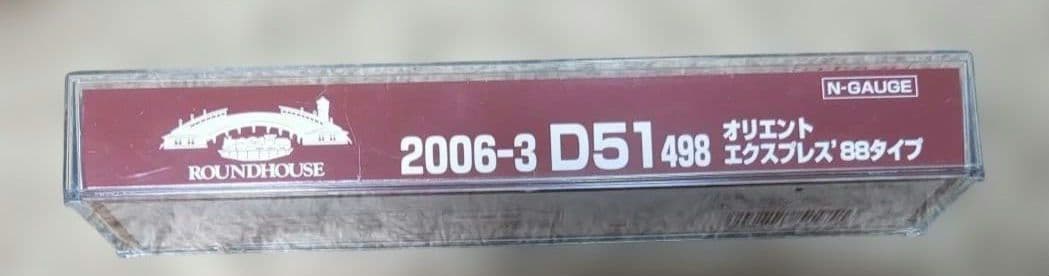 N-GAUGE
ROUNDHOUSE
2006-3 D51 498
オリエント
エクスプレス'88タイプ